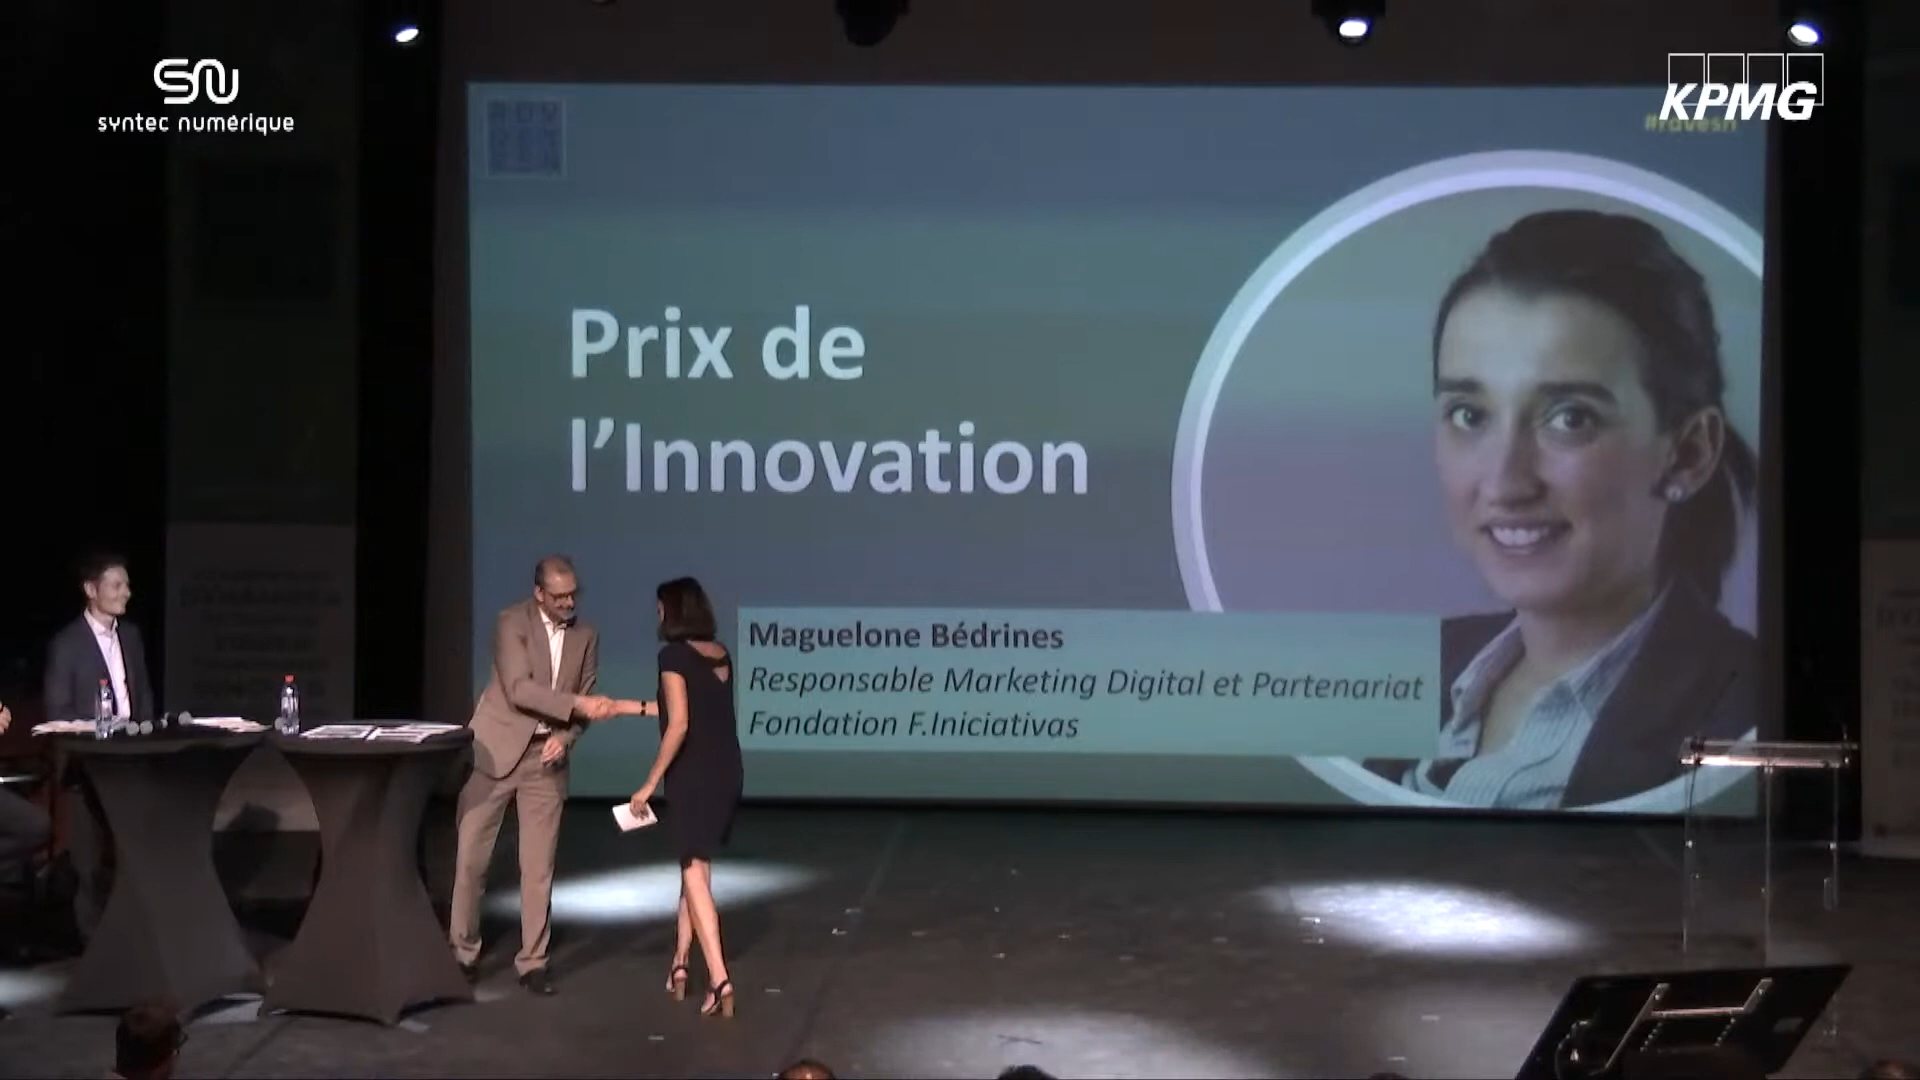 syntec numérique
KPMG
Prix de
l'Innovation
Maguelone Bédrines
Responsable Marketing Digital et Partenariat
Fondation F.Iniciativas